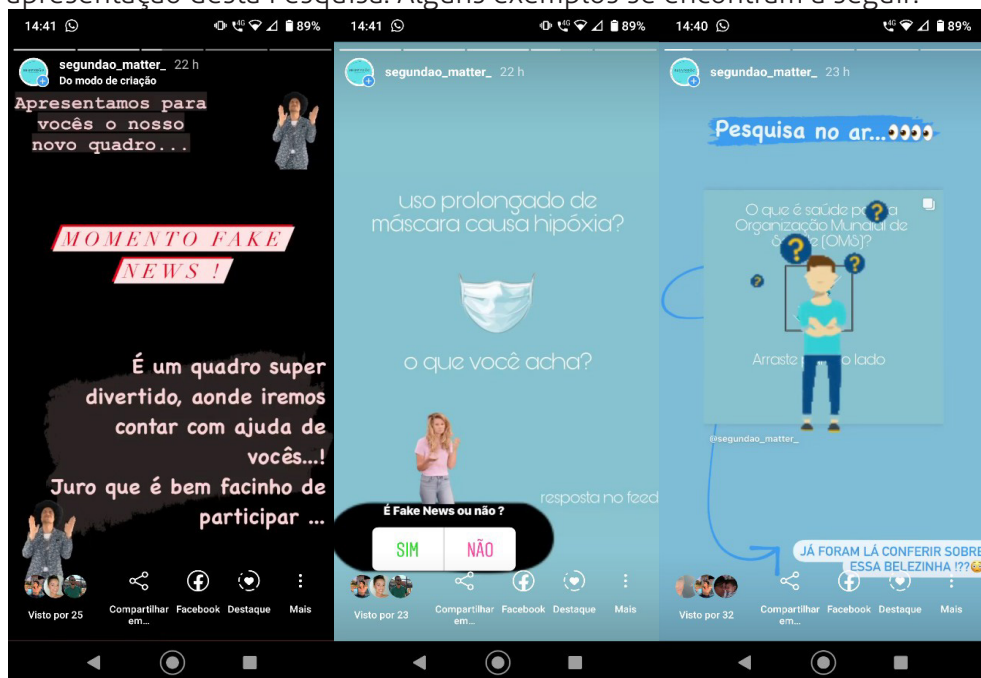 apresentação desta Pesquisa. Alguns exemplos se encontram a seguir:
14:41
4G
89%
segundao_matter_ 22 h
Do modo de criação
Apresentamos para
vocês o nosso
novo quadro...
MOMENTO FAKE
NEWS !
É um quadro super
divertido, aonde iremos
contar com ajuda de
vocês...!
Juro que é bem facinho de
participar ...
Visto por 25
Compartilhar
em...
Facebook
Destaque
Mais
14:41
4G
89%
segundao_matter_ 22 h
uso prolongado de
máscara causa hipóxia?
o que você acha?
resposta no feed
É Fake News ou não ?
SIM
NÃO
Visto por 23
Compartilhar
em...
Facebook
Destaque
Mais
14:40
4G
89%
segundao_matter_ 23 h
Pesquisa no ar...👀👀
O que é saúde a
Organização Mundial de
(OMS)?
Arraste lado
@segundao_matter_
JÁ FORAM LÁ CONFERIR SOBRE
ESSA BELEZINHA !??
Visto por 32
Compartilhar
em...
Facebook
Destaque
Mais